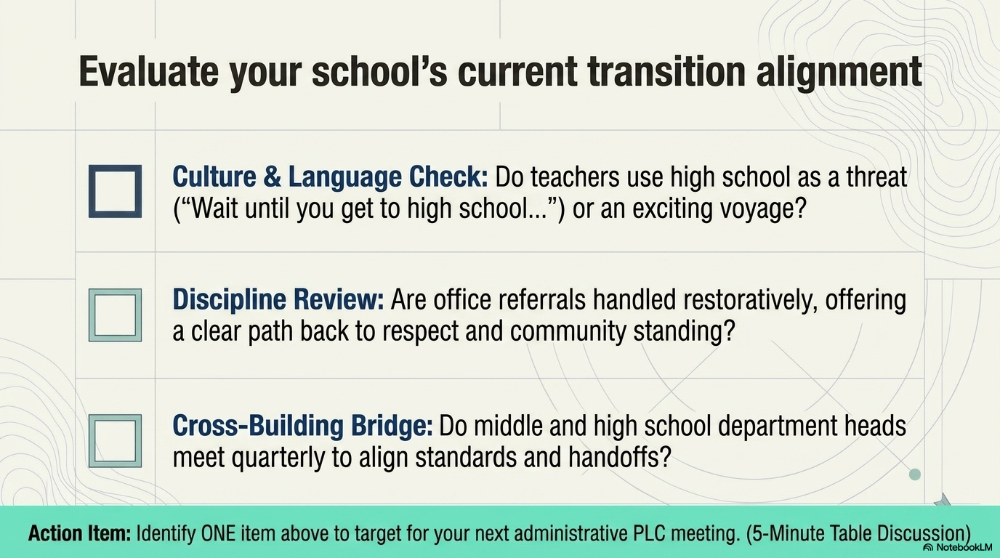 Evaluate your school’s current transition alignment
Culture & Language Check: Do teachers use high school as a threat
(“Wait until you get to high school...”) or an exciting voyage?
Discipline Review: Are office referrals handled restoratively, offering
a clear path back to respect and community standing?
Cross-Building Bridge: Do middle and high school department heads
meet quarterly to align standards and handoffs?
Action Item: Identify ONE item above to target for your next administrative PLC meeting. (5-Minute Table Discussion)
NotebookLM